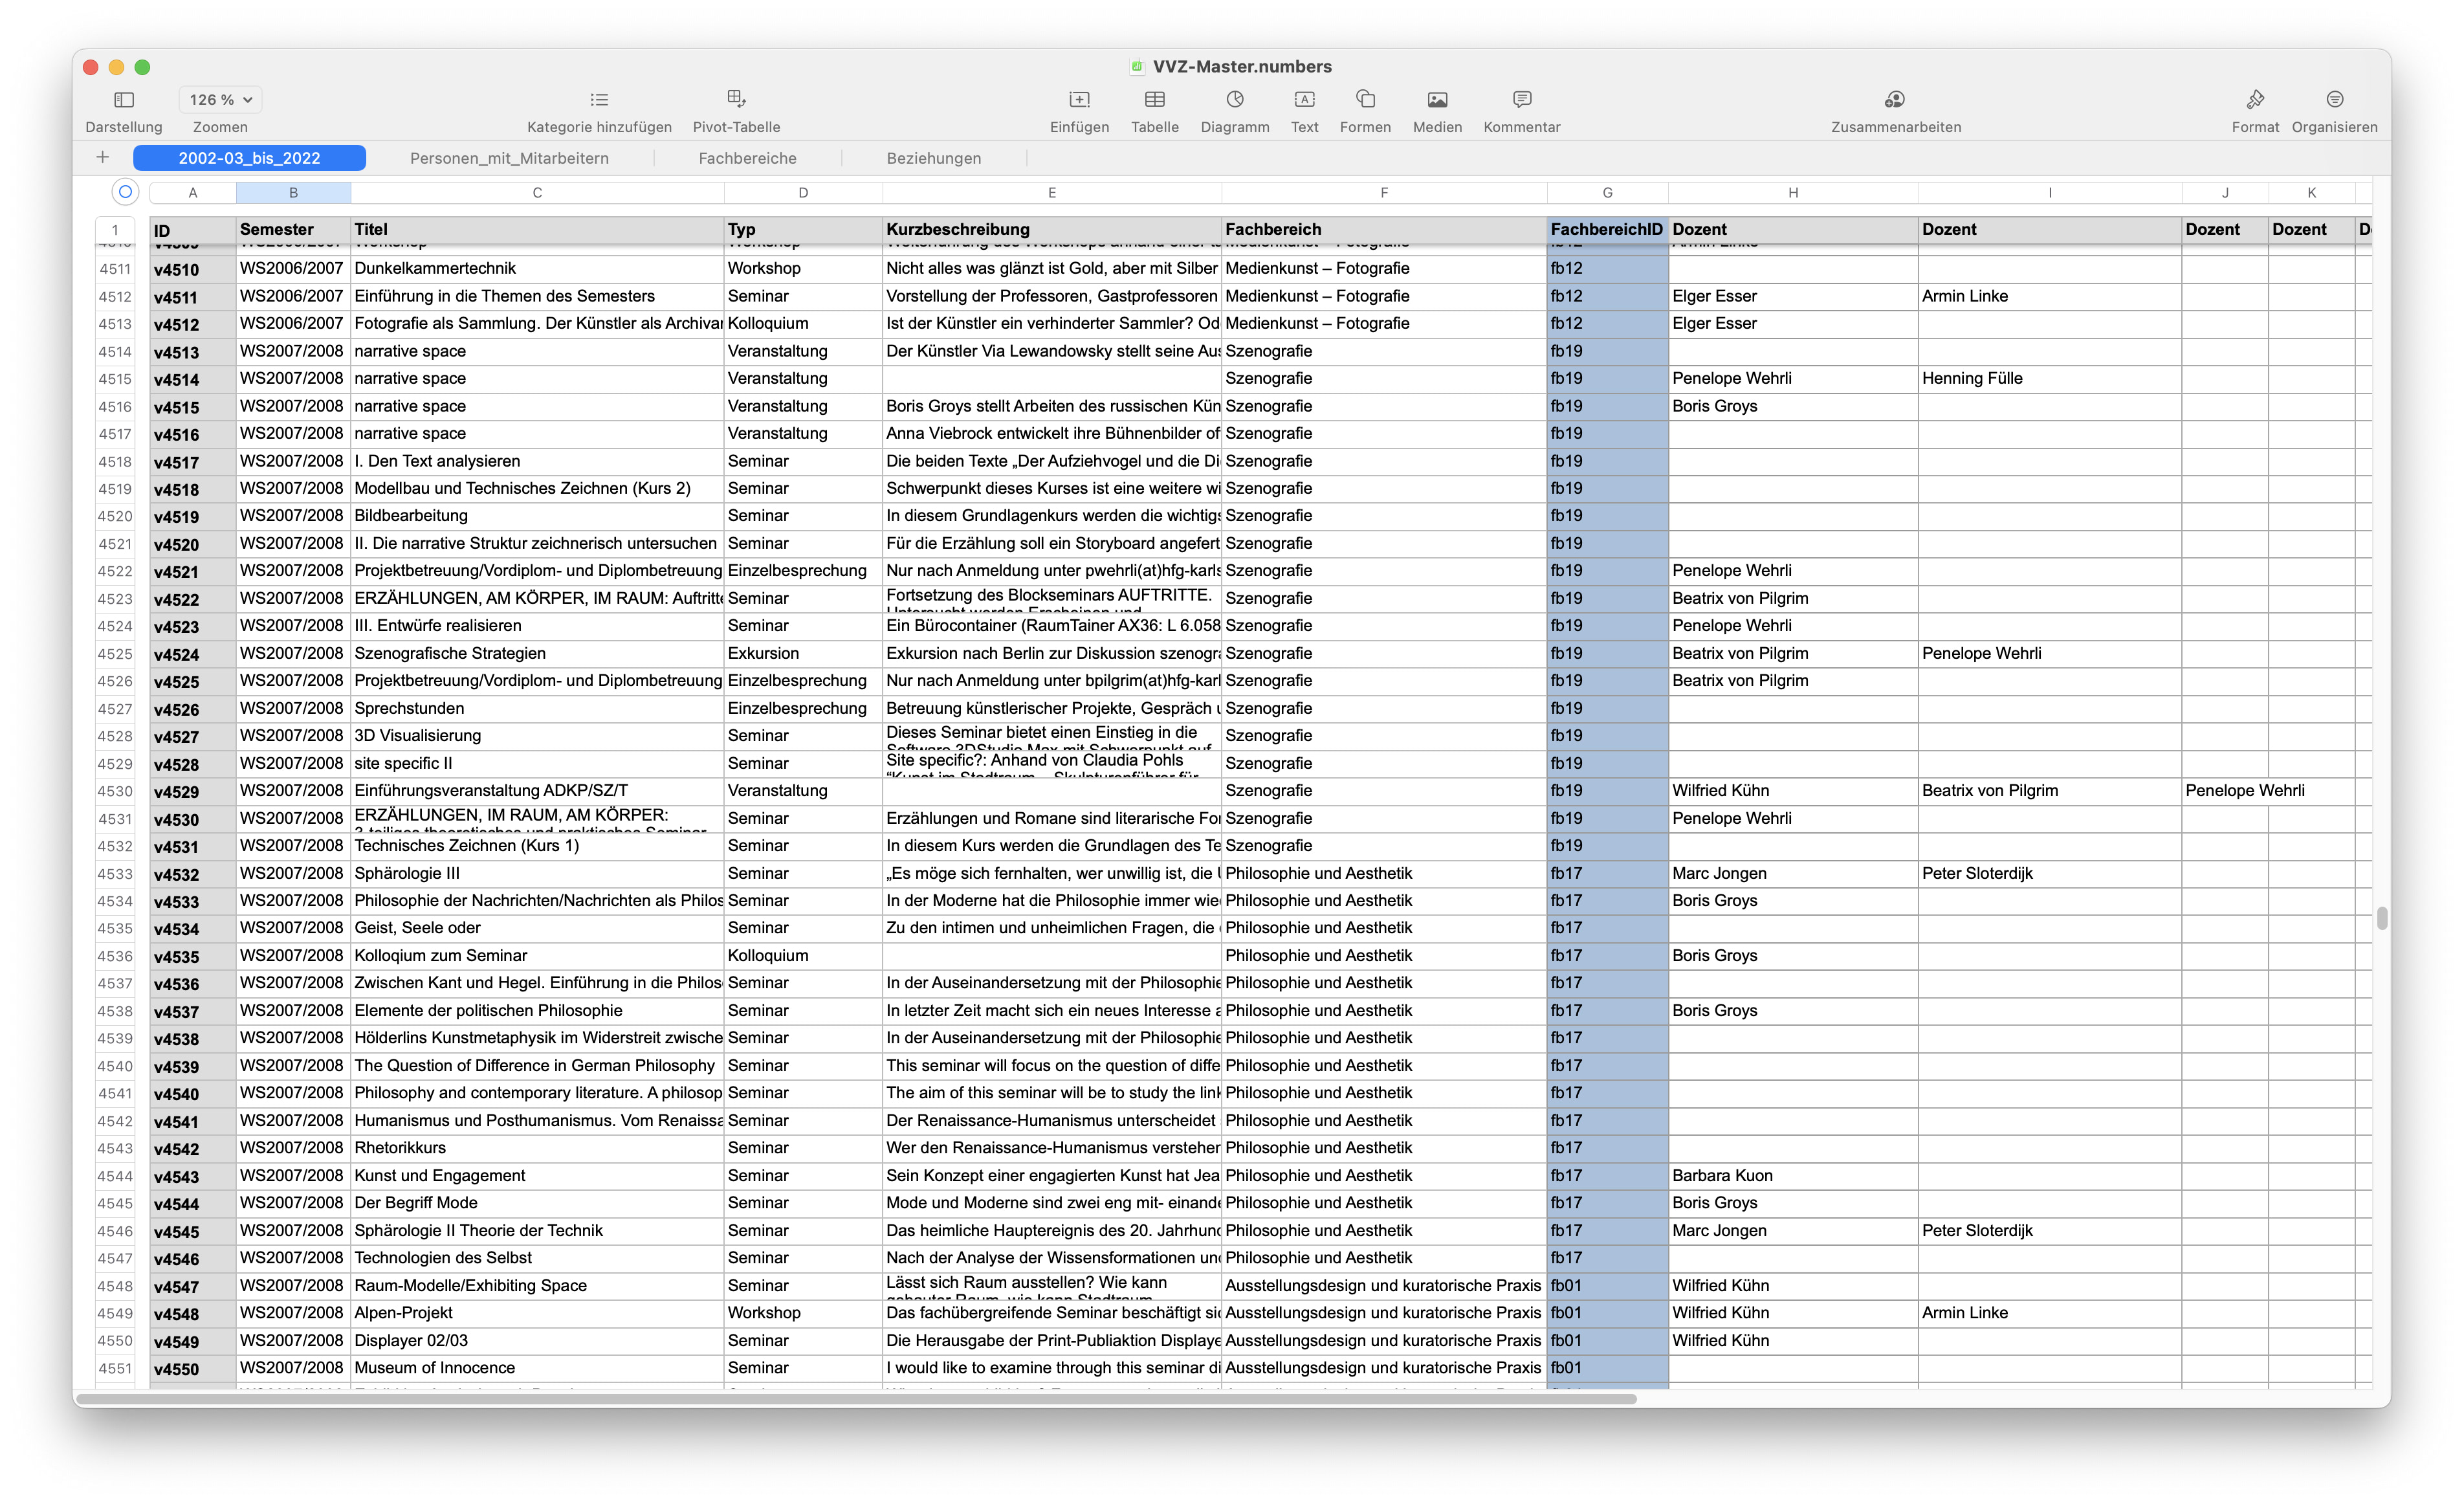 VVZ-Master.numbers
126 %
Darstellung Zoomen Kategorie hinzufügen Pivot-Tabelle Einfügen Tabelle Diagramm Text Formen Medien Kommentar Zusammenarbeiten Format Organisieren
2002-03_bis_2022 Personen_mit_Mitarbeitern Fachbereiche Beziehungen
A B C D E F G H I J K
1 ID Semester Titel Typ Kurzbeschreibung Fachbereich FachbereichID Dozent Dozent Dozent Dozent
4511 v4510 WS2006/2007 Dunkelkammertechnik Workshop Nicht alles was glänzt ist Gold, aber mit Silber Medienkunst – Fotografie fb12
4512 v4511 WS2006/2007 Einführung in die Themen des Semesters Seminar Vorstellung der Professoren, Gastprofessoren Medienkunst – Fotografie fb12 Elger Esser Armin Linke
4513 v4512 WS2006/2007 Fotografie als Sammlung. Der Künstler als Archivar Kolloquium Ist der Künstler ein verhinderter Sammler? Od Medienkunst – Fotografie fb12 Elger Esser
4514 v4513 WS2007/2008 narrative space Veranstaltung Der Künstler Via Lewandowsky stellt seine Aus Szenografie fb19
4515 v4514 WS2007/2008 narrative space Veranstaltung Szenografie fb19 Penelope Wehrli Henning Fülle
4516 v4515 WS2007/2008 narrative space Veranstaltung Boris Groys stellt Arbeiten des russischen Kün Szenografie fb19 Boris Groys
4517 v4516 WS2007/2008 narrative space Veranstaltung Anna Viebrock entwickelt ihre Bühnenbilder of Szenografie fb19
4518 v4517 WS2007/2008 I. Den Text analysieren Seminar Die beiden Texte „Der Aufziehvogel und die Di Szenografie fb19
4519 v4518 WS2007/2008 Modellbau und Technisches Zeichnen (Kurs 2) Seminar Schwerpunkt dieses Kurses ist eine weitere wi Szenografie fb19
4520 v4519 WS2007/2008 Bildbearbeitung Seminar In diesem Grundlagenkurs werden die wichtigs Szenografie fb19
4521 v4520 WS2007/2008 II. Die narrative Struktur zeichnerisch untersuchen Seminar Für die Erzählung soll ein Storyboard angefert Szenografie fb19
4522 v4521 WS2007/2008 Projektbetreuung/Vordiplom- und Diplombetreuung Einzelbesprechung Nur nach Anmeldung unter pwehrli(at)hfg-karls Szenografie fb19 Penelope Wehrli
4523 v4522 WS2007/2008 ERZÄHLUNGEN, AM KÖRPER, IM RAUM: Auftritte Seminar Fortsetzung des Blockseminars AUFTRITTE. Szenografie fb19 Beatrix von Pilgrim
4524 v4523 WS2007/2008 III. Entwürfe realisieren Seminar Ein Bürocontainer (RaumTainer AX36: L 6.058 Szenografie fb19 Penelope Wehrli
4525 v4524 WS2007/2008 Szenografische Strategien Exkursion Exkursion nach Berlin zur Diskussion szenogra Szenografie fb19 Beatrix von Pilgrim Penelope Wehrli
4526 v4525 WS2007/2008 Projektbetreuung/Vordiplom- und Diplombetreuung Einzelbesprechung Nur nach Anmeldung unter bpilgrim(at)hfg-karl Szenografie fb19 Beatrix von Pilgrim
4527 v4526 WS2007/2008 Sprechstunden Einzelbesprechung Betreuung künstlerischer Projekte, Gespräch Szenografie fb19
4528 v4527 WS2007/2008 3D Visualisierung Seminar Dieses Seminar bietet einen Einstieg in die Szenografie fb19
4529 v4528 WS2007/2008 site specific II Seminar Site specific?: Anhand von Claudia Pohls Szenografie fb19
4530 v4529 WS2007/2008 Einführungsveranstaltung ADKP/SZ/T Veranstaltung Szenografie fb19 Wilfried Kühn Beatrix von Pilgrim Penelope Wehrli
4531 v4530 WS2007/2008 ERZÄHLUNGEN, IM RAUM, AM KÖRPER: Seminar Erzählungen und Romane sind literarische For Szenografie fb19 Penelope Wehrli
4532 v4531 WS2007/2008 Technisches Zeichnen (Kurs 1) Seminar In diesem Kurs werden die Grundlagen des Te Szenografie fb19
4533 v4532 WS2007/2008 Sphärologie III Seminar „Es möge sich fernhalten, wer unwillig ist, die Philosophie und Aesthetik fb17 Marc Jongen Peter Sloterdijk
4534 v4533 WS2007/2008 Philosophie der Nachrichten/Nachrichten als Philos Seminar In der Moderne hat die Philosophie immer wie Philosophie und Aesthetik fb17 Boris Groys
4535 v4534 WS2007/2008 Geist, Seele oder Seminar Zu den intimen und unheimlichen Fragen, die Philosophie und Aesthetik fb17
4536 v4535 WS2007/2008 Kolloqium zum Seminar Kolloquium Philosophie und Aesthetik fb17 Boris Groys
4537 v4536 WS2007/2008 Zwischen Kant und Hegel. Einführung in die Philos Seminar In der Auseinandersetzung mit der Philosophie Philosophie und Aesthetik fb17
4538 v4537 WS2007/2008 Elemente der politischen Philosophie Seminar In letzter Zeit macht sich ein neues Interesse a Philosophie und Aesthetik fb17 Boris Groys
4539 v4538 WS2007/2008 Hölderlins Kunstmetaphysik im Widerstreit zwische Seminar In der Auseinandersetzung mit der Philosophie Philosophie und Aesthetik fb17
4540 v4539 WS2007/2008 The Question of Difference in German Philosophy Seminar This seminar will focus on the question of diffe Philosophie und Aesthetik fb17
4541 v4540 WS2007/2008 Philosophy and contemporary literature. A philosop Seminar The aim of this seminar will be to study the link Philosophie und Aesthetik fb17
4542 v4541 WS2007/2008 Humanismus und Posthumanismus. Vom Renaissa Seminar Der Renaissance-Humanismus unterscheidet Philosophie und Aesthetik fb17
4543 v4542 WS2007/2008 Rhetorikkurs Seminar Wer den Renaissance-Humanismus verstehen Philosophie und Aesthetik fb17
4544 v4543 WS2007/2008 Kunst und Engagement Seminar Sein Konzept einer engagierten Kunst hat Jea Philosophie und Aesthetik fb17 Barbara Kuon
4545 v4544 WS2007/2008 Der Begriff Mode Seminar Mode und Moderne sind zwei eng mit- einande Philosophie und Aesthetik fb17 Boris Groys
4546 v4545 WS2007/2008 Sphärologie II Theorie der Technik Seminar Das heimliche Hauptereignis des 20. Jahrhund Philosophie und Aesthetik fb17 Marc Jongen Peter Sloterdijk
4547 v4546 WS2007/2008 Technologien des Selbst Seminar Nach der Analyse der Wissensformationen und Philosophie und Aesthetik fb17
4548 v4547 WS2007/2008 Raum-Modelle/Exhibiting Space Seminar Lässt sich Raum ausstellen? Wie kann Ausstellungsdesign und kuratorische Praxis fb01 Wilfried Kühn
4549 v4548 WS2007/2008 Alpen-Projekt Workshop Das fachübergreifende Seminar beschäftigt sic Ausstellungsdesign und kuratorische Praxis fb01 Wilfried Kühn Armin Linke
4550 v4549 WS2007/2008 Displayer 02/03 Seminar Die Herausgabe der Print-Publiaktion Displaye Ausstellungsdesign und kuratorische Praxis fb01 Wilfried Kühn
4551 v4550 WS2007/2008 Museum of Innocence Seminar I would like to examine through this seminar di Ausstellungsdesign und kuratorische Praxis fb01